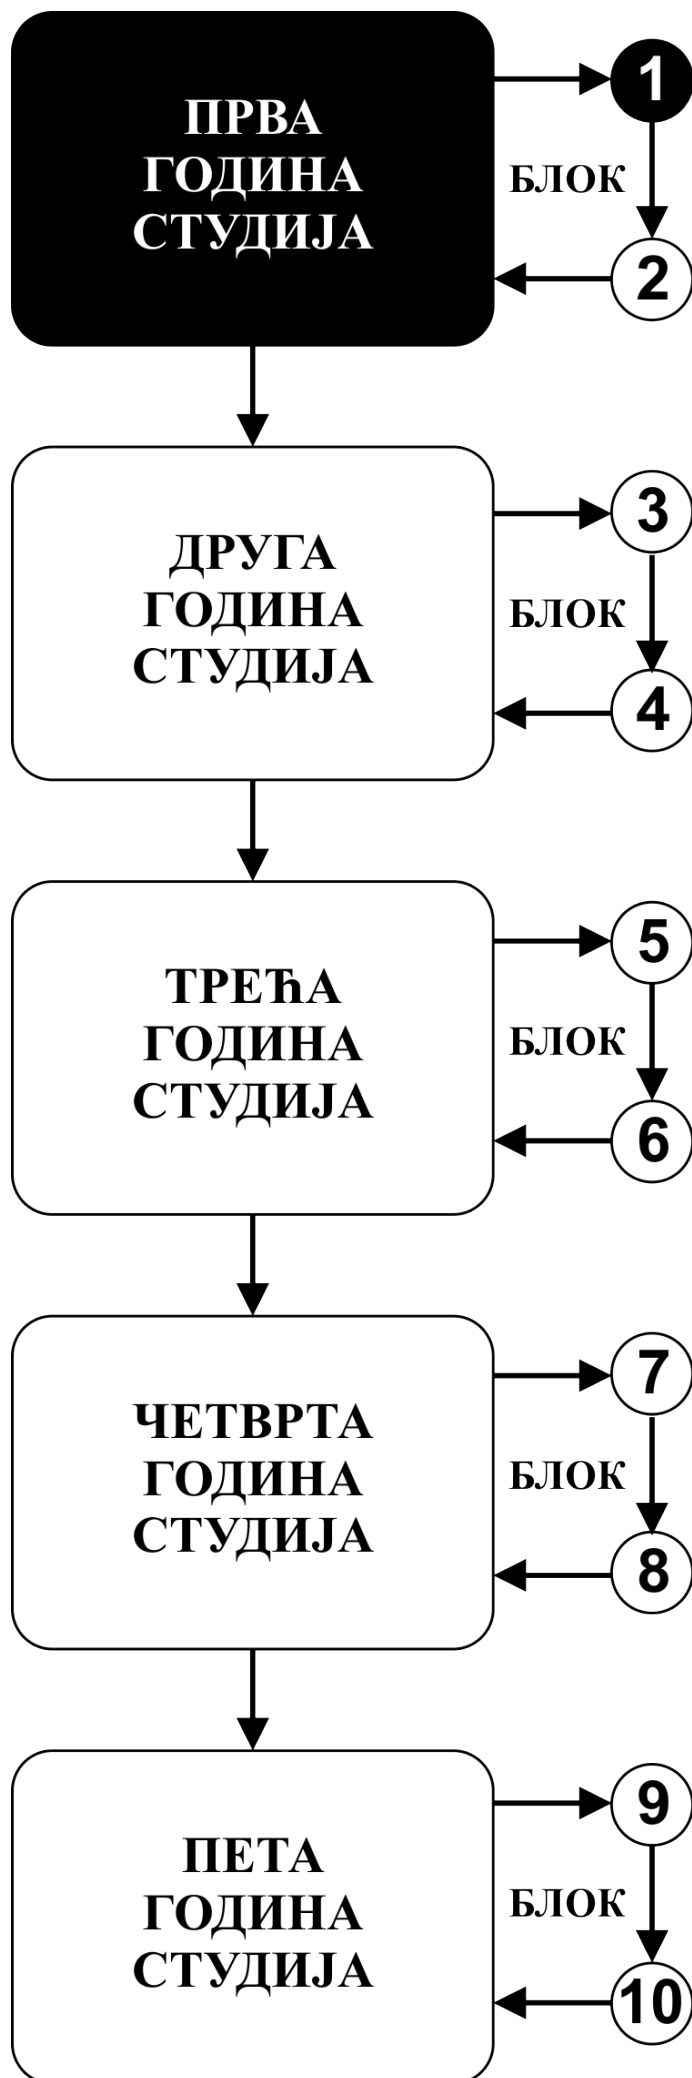 ПРВА
ГОДИНА
СТУДИЈА
1
БЛОК
2
ДРУГА
ГОДИНА
СТУДИЈА
3
БЛОК
4
ТРЕЋА
ГОДИНА
СТУДИЈА
5
БЛОК
6
ЧЕТВРТА
ГОДИНА
СТУДИЈА
7
БЛОК
8
ПЕТА
ГОДИНА
СТУДИЈА
9
БЛОК
10